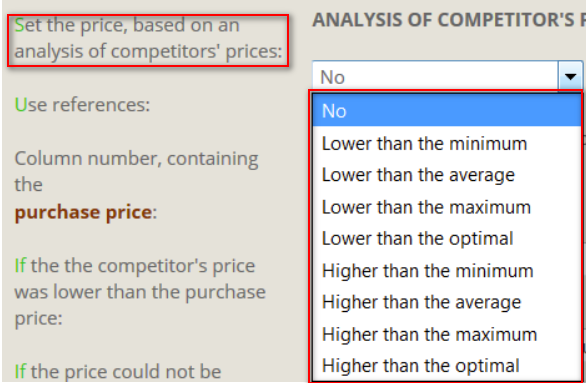 Set the price, based on an
analysis of competitors' prices:
Use references:
Column number, containing
the
purchase price:
If the the competitor's price
was lower than the purchase
price:
If the price could not be
ANALYSIS OF COMPETITOR'S
No
No
Lower than the minimum
Lower than the average
Lower than the maximum
Lower than the optimal
Higher than the minimum
Higher than the average
Higher than the maximum
Higher than the optimal